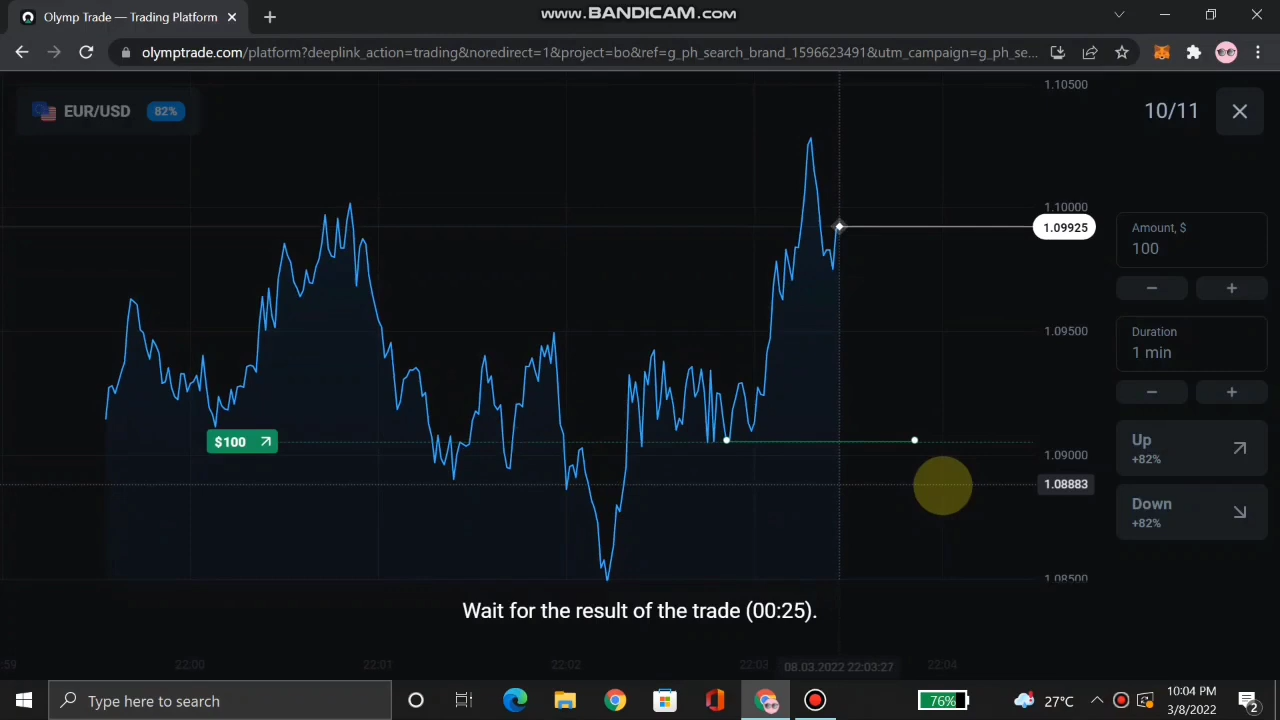 www.BANDICAM.com
Olymp Trade — Trading Platform
olymptrade.com/platform?deeplink_action=trading&noredirect=1&project=bo&ref=g_ph_search_brand_1596623491&utm_campaign=g_ph_se...
EUR/USD 82%
10/11
1.10500
1.10000
1.09925
1.09500
1.09000
1.08883
1.08500
Amount, $
100
Duration
1 min
Up
+82%
Down
+82%
$100
Wait for the result of the trade (00:25).
:59 22:00 22:01 22:02 22:03 08.03.2022 22:03:27 22:04
Type here to search
76%
27°C
10:04 PM
3/8/2022
2